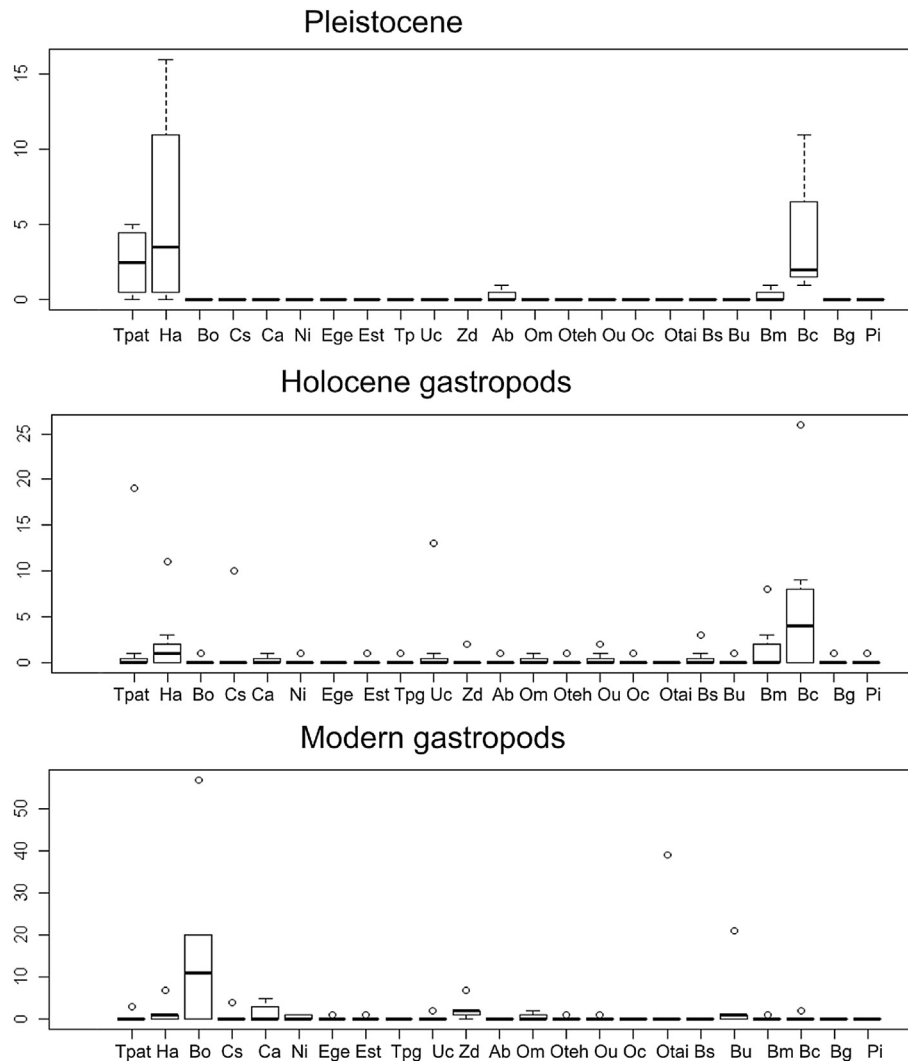 Pleistocene
15
10
5
0
Tpat Ha Bo Cs Ca Ni Ege Est Tp Uc Zd Ab Om Oteh Ou Oc Otai Bs Bu Bm Bc Bg Pi
Holocene gastropods
25
20
15
10
5
0
Tpat Ha Bo Cs Ca Ni Ege Est Tpg Uc Zd Ab Om Oteh Ou Oc Otai Bs Bu Bm Bc Bg Pi
Modern gastropods
50
40
30
20
10
0
Tpat Ha Bo Cs Ca Ni Ege Est Tpg Uc Zd Ab Om Oteh Ou Oc Otai Bs Bu Bm Bc Bg Pi